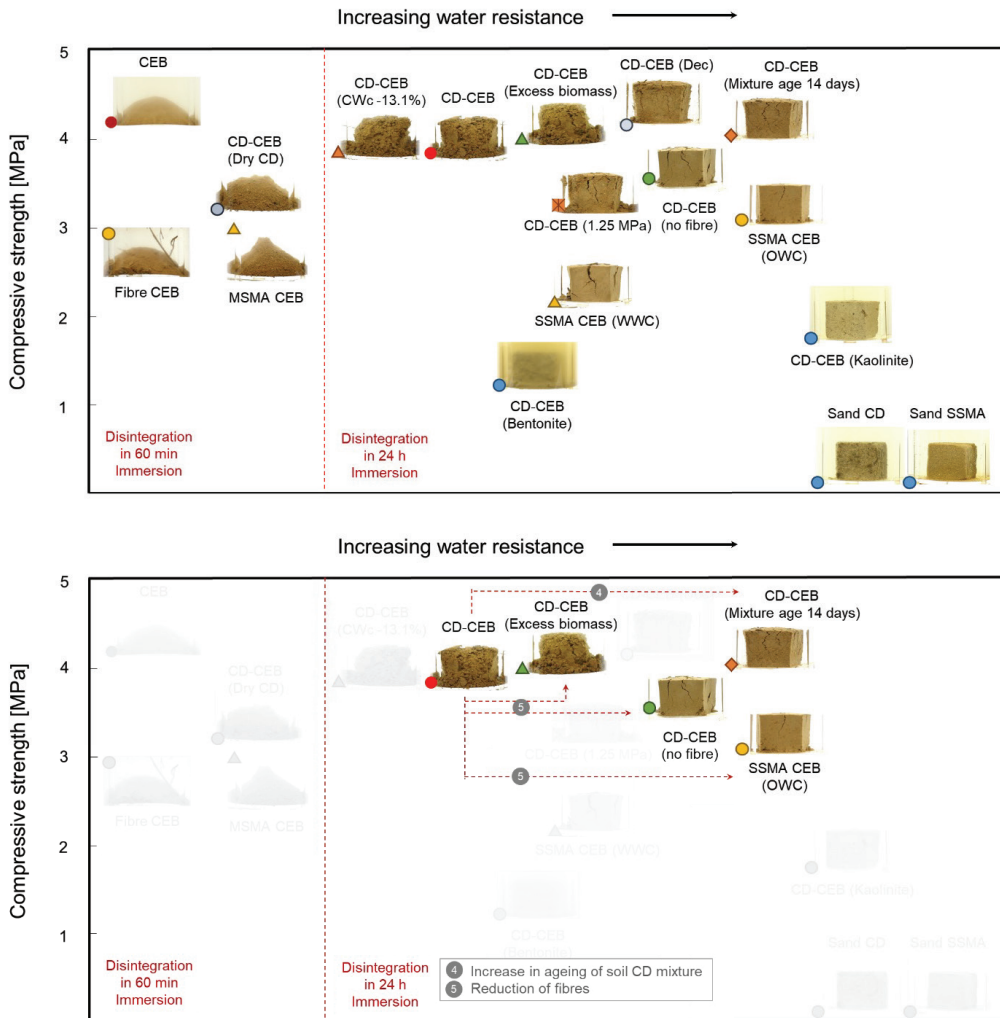 Increasing water resistance
Compressive strength [MPa]
5
4
3
2
1
CEB
CD-CEB
(Dry CD)
Fibre CEB
MSMA CEB
CD-CEB
(CWc -13.1%)
CD-CEB
CD-CEB
(Excess biomass)
CD-CEB (Dec)
CD-CEB
(Mixture age 14 days)
CD-CEB (1.25 MPa)
CD-CEB
(no fibre)
SSMA CEB
(OWC)
SSMA CEB (WWC)
CD-CEB
(Bentonite)
CD-CEB (Kaolinite)
Sand CD
Sand SSMA
Disintegration
in 60 min
Immersion
Disintegration
in 24 h
Immersion
Increasing water resistance
Compressive strength [MPa]
5
4
3
2
1
CEB
CD-CEB
(Dry CD)
Fibre CEB
MSMA CEB
CD-CEB
(CWc -13.1%)
CD-CEB
CD-CEB
(Excess biomass)
4
CD-CEB
(Mixture age 14 days)
5
CD-CEB (1.25 MPa)
CD-CEB
(no fibre)
5
SSMA CEB
(OWC)
SSMA CEB (WWC)
CD-CEB
(Bentonite)
CD-CEB (Kaolinite)
Sand CD
Sand SSMA
Disintegration
in 60 min
Immersion
Disintegration
in 24 h
Immersion
4 Increase in ageing of soil CD mixture
5 Reduction of fibres